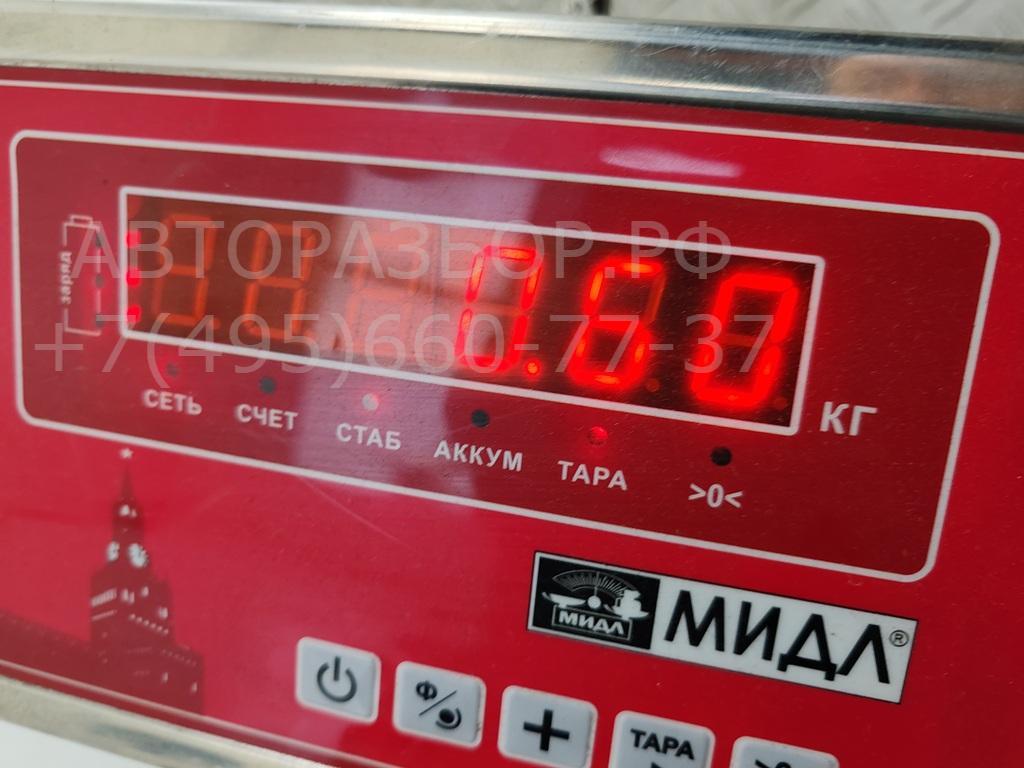 заряд
АВТОРАЗБОР.РФ
+7(495)660-77-37
0.60
КГ
СЕТЬ СЧЕТ СТАБ АККУМ ТАРА >0<
МИДЛ МИДЛ®
Ф
ТАРА